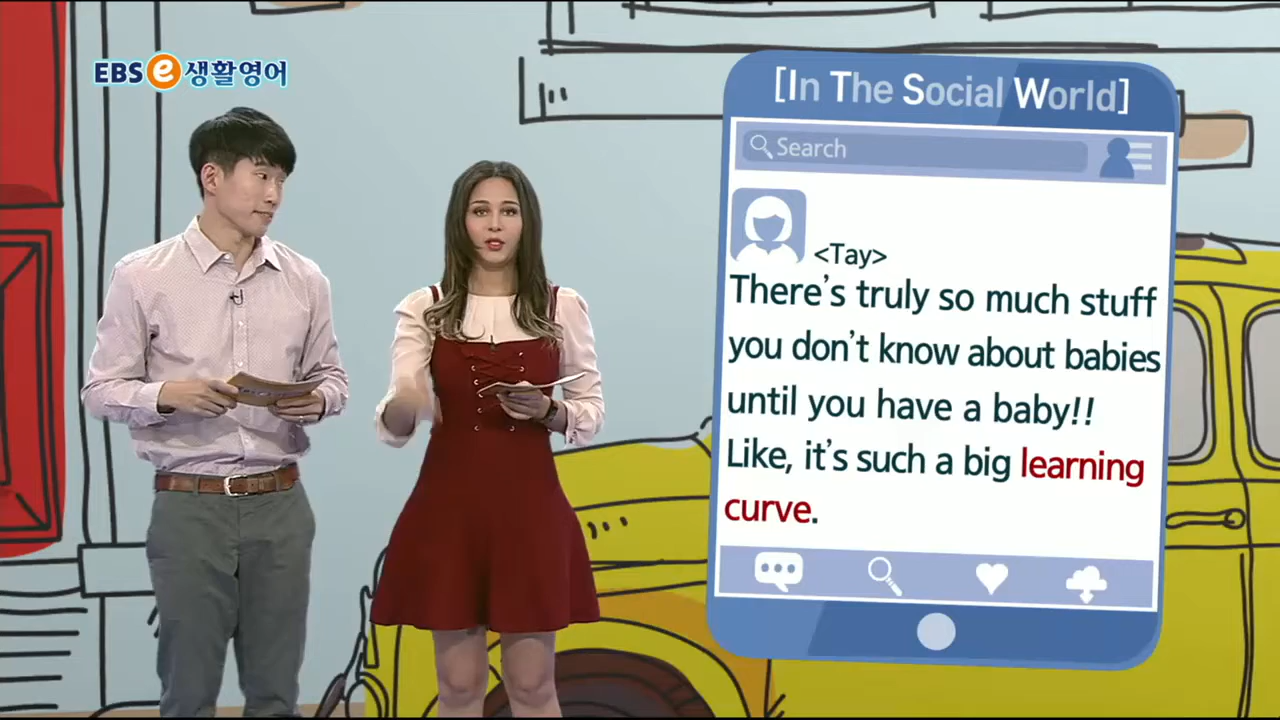 EBS e 생활영어
[In The Social World]
Search
<Tay>
There's truly so much stuff
you don't know about babies
until you have a baby!!
Like, it's such a big learning
curve.